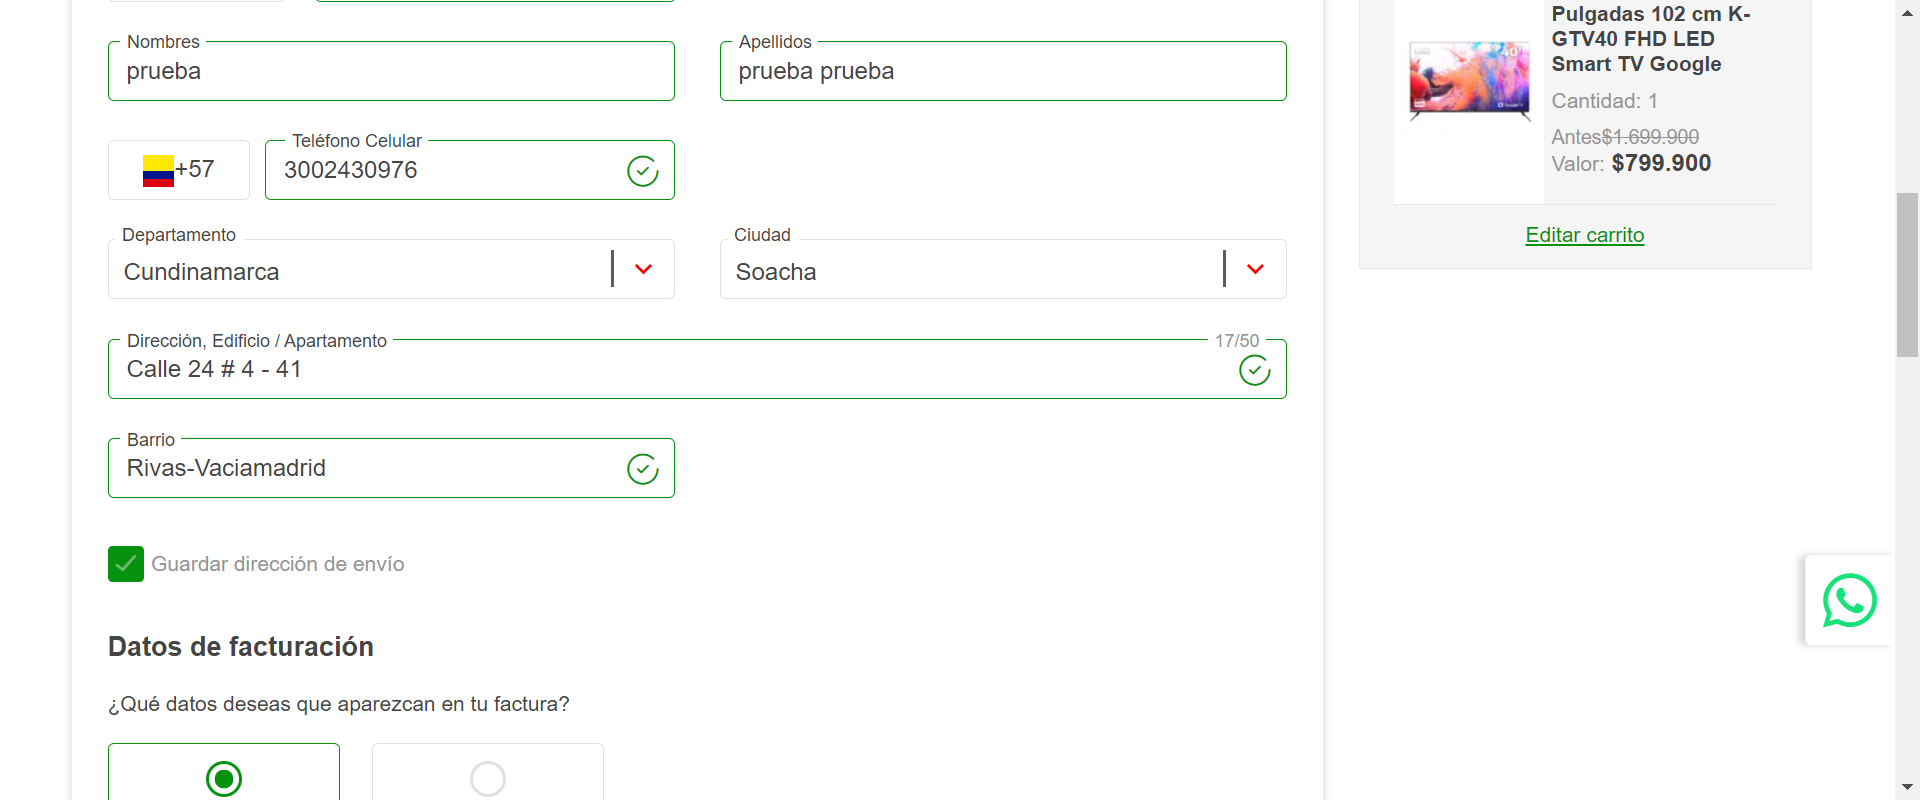 Nombres
prueba
Apellidos
prueba prueba
+57
Teléfono Celular
3002430976
Departamento
Cundinamarca
Ciudad
Soacha
Dirección, Edificio / Apartamento
17/50
Calle 24 # 4 - 41
Barrio
Rivas-Vaciamadrid
Guardar dirección de envío
Datos de facturación
¿Qué datos deseas que aparezcan en tu factura?
Pulgadas 102 cm K-
GTV40 FHD LED
Smart TV Google
Cantidad: 1
Antes$1.699.900
Valor: $799.900
Editar carrito